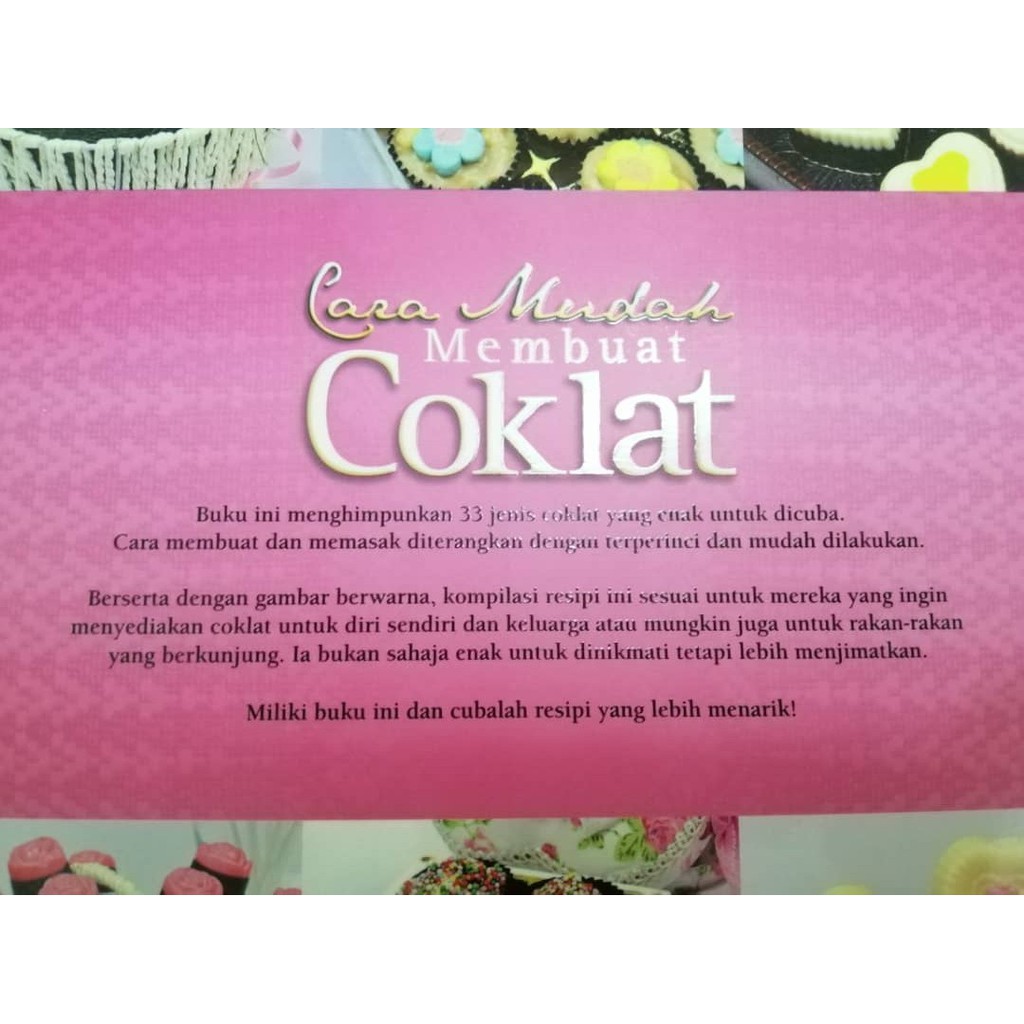 Cara Mudah
Membuat
Coklat
Buku ini menghimpunkan 33 jenis coklat yang enak untuk dicuba.
Cara membuat dan memasak diterangkan dengan terperinci dan mudah dilakukan.
Berserta dengan gambar berwarna, kompilasi resipi ini sesuai untuk mereka yang ingin
menyediakan coklat untuk diri sendiri dan keluarga atau mungkin juga untuk rakan-rakan
yang berkunjung. Ia bukan sahaja enak untuk dinikmati tetapi lebih menjimatkan.
Miliki buku ini dan cubalah resipi yang lebih menarik!